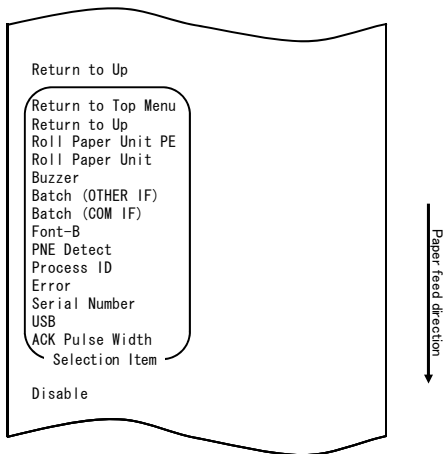 Return to Up
Return to Top Menu
Return to Up
Roll Paper Unit PE
Roll Paper Unit
Buzzer
Batch (OTHER IF)
Batch (COM IF)
Font-B
PNE Detect
Process ID
Error
Serial Number
USB
ACK Pulse Width
Selection Item
Disable
Paper feed direction